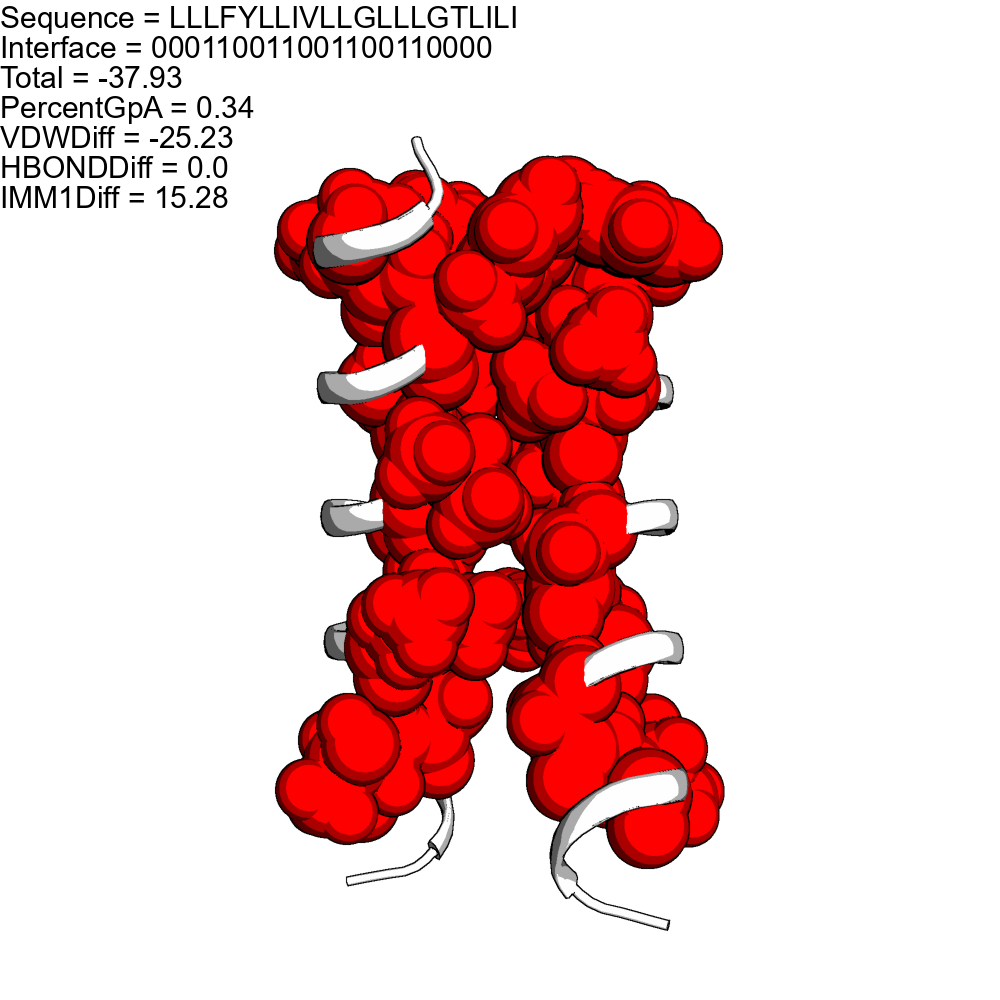 Sequence = LLLFYLLIVLLGLLLGTLILI
Interface = 000110011001100110000
Total = -37.93
PercentGpA = 0.34
VDWDiff = -25.23
HBONDDiff = 0.0
IMM1Diff = 15.28